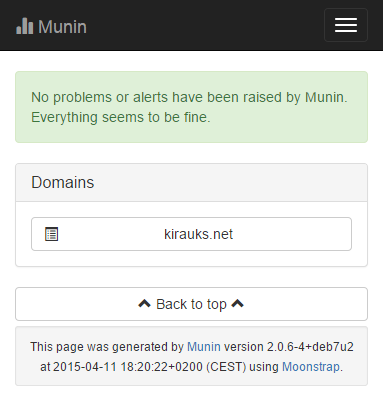 Munin
No problems or alerts have been raised by Munin.
Everything seems to be fine.
Domains
kirauks.net
Back to top
This page was generated by Munin version 2.0.6-4+deb7u2
at 2015-04-11 18:20:22+0200 (CEST) using Moonstrap.